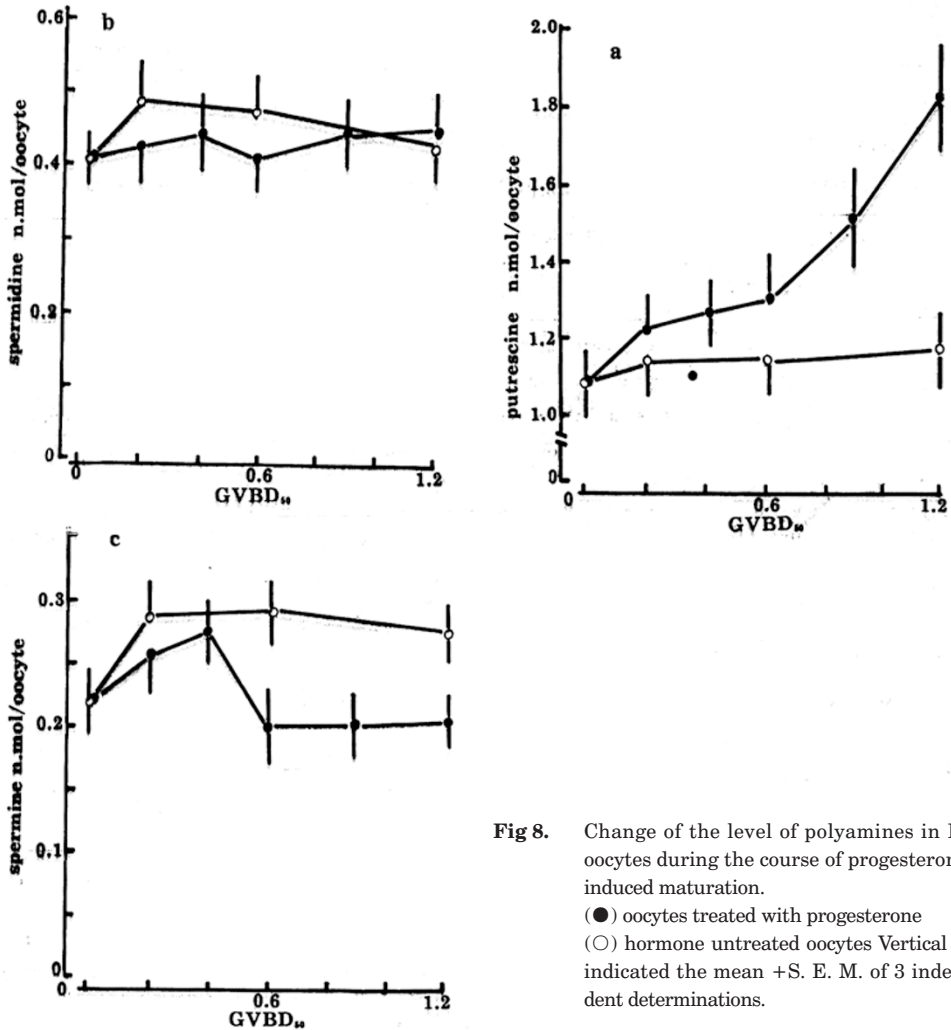 b
0.6
0.4
0.2
0
spermidine n.mol/oocyte
0
0.6
1.2
GVBD₅₀
a
2.0
1.8
1.6
1.4
1.2
1.0
0
putrescine n.mol/oocyte
0
0.6
1.2
GVBD₅₀
c
0.3
0.2
0.1
0
spermine n.mol/oocyte
0.6
1.2
GVBD₅₀
Fig 8. Change of the level of polyamines in
oocytes during the course of progesteron
induced maturation.
(●) oocytes treated with progesterone
(○) hormone untreated oocytes Vertical
indicated the mean +S. E. M. of 3 inde
dent determinations.